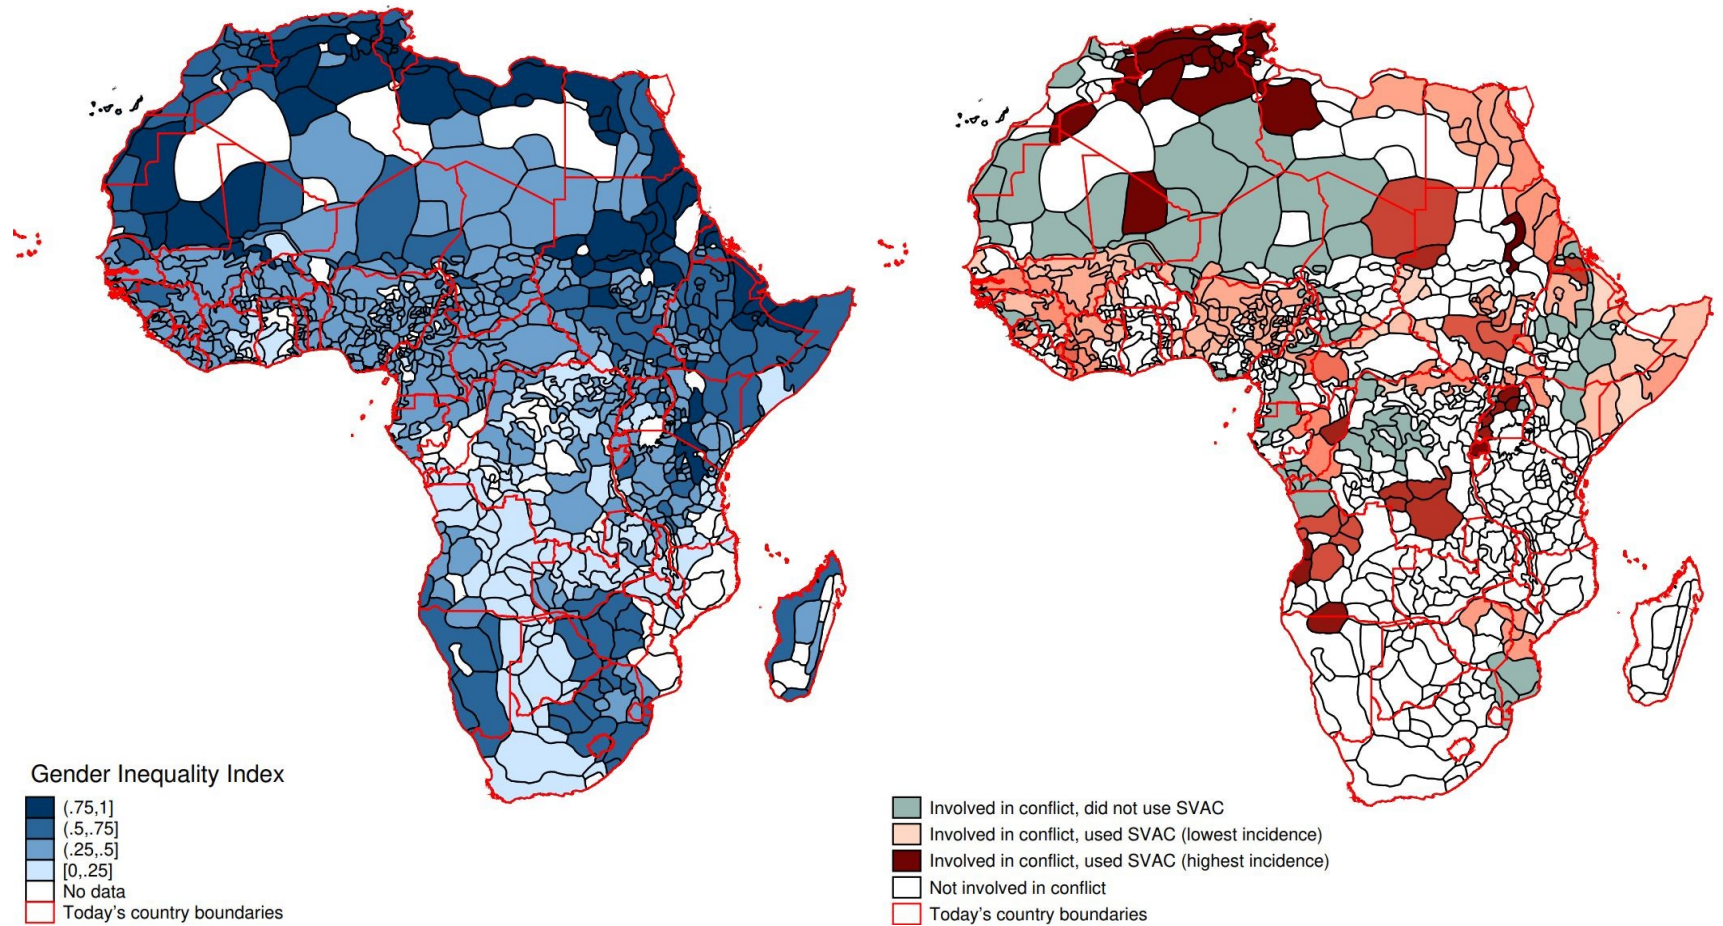 Gender Inequality Index
(.75,1]
(.5,.75]
(.25,.5]
[0,.25]
No data
Today's country boundaries
Involved in conflict, did not use SVAC
Involved in conflict, used SVAC (lowest incidence)
Involved in conflict, used SVAC (highest incidence)
Not involved in conflict
Today's country boundaries